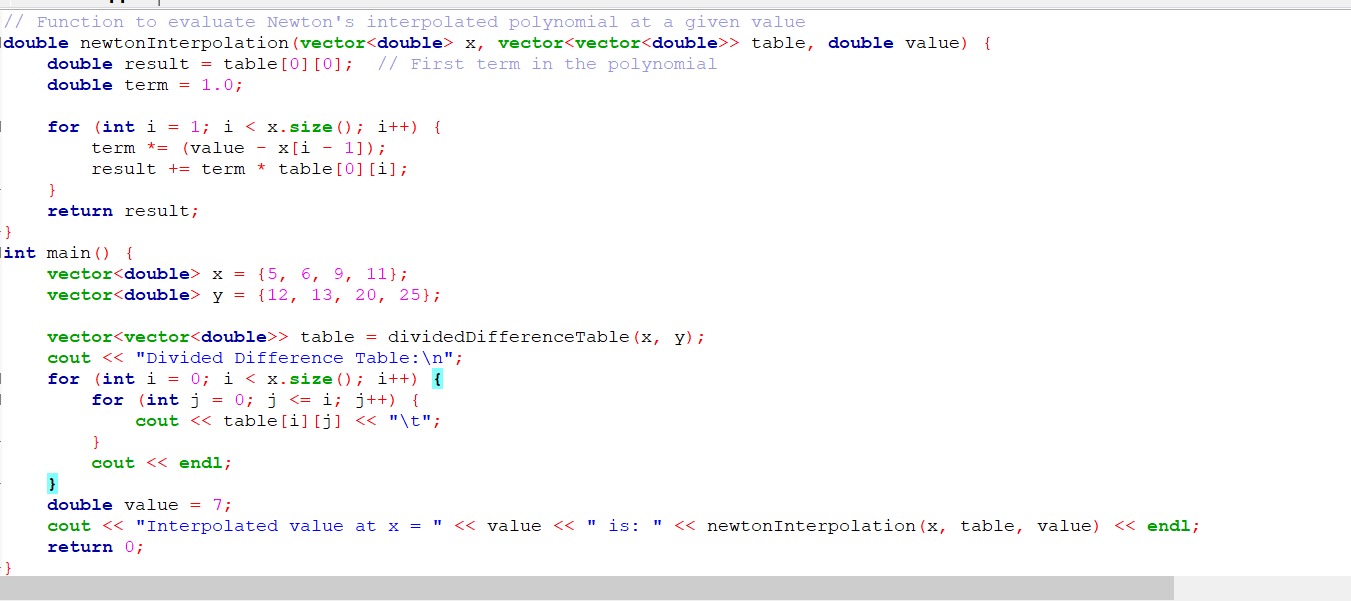 // Function to evaluate Newton's interpolated polynomial at a given value
double newtonInterpolation(vector<double> x, vector<vector<double>> table, double value) {
    double result = table[0][0];  // First term in the polynomial
    double term = 1.0;

    for (int i = 1; i < x.size(); i++) {
        term *= (value - x[i - 1]);
        result += term * table[0][i];
    }
    return result;
}
int main() {
    vector<double> x = {5, 6, 9, 11};
    vector<double> y = {12, 13, 20, 25};

    vector<vector<double>> table = dividedDifferenceTable(x, y);
    cout << "Divided Difference Table:\n";
    for (int i = 0; i < x.size(); i++) {
        for (int j = 0; j <= i; j++) {
            cout << table[i][j] << "\t";
        }
        cout << endl;
    }
    double value = 7;
    cout << "Interpolated value at x = " << value << " is: " << newtonInterpolation(x, table, value) << endl;
    return 0;
}